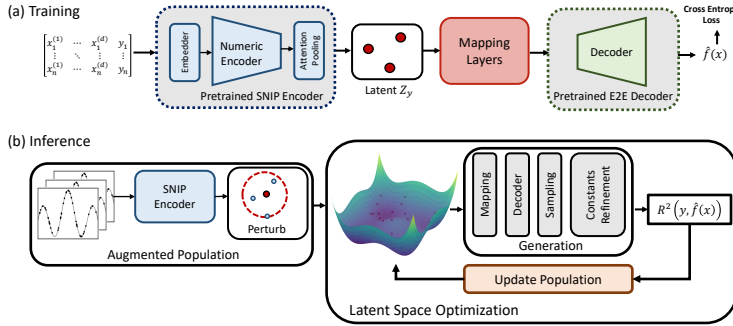 (a) Training
Cross Entropy
Loss
x_1^{(1)} ⋯ x_1^{(d)} y_1
⋮ ⋱ ⋮ ⋮
x_n^{(1)} ⋯ x_n^{(d)} y_n
Embedder
Numeric
Encoder
Attention
Pooling
Pretrained SNIP Encoder
Latent Z_y
Mapping
Layers
Decoder
Pretrained E2E Decoder
f̂(x)
(b) Inference
SNIP
Encoder
Perturb
Augmented Population
Mapping
Decoder
Sampling
Constants
Refinement
Generation
R^2(y, f̂(x))
Update Population
Latent Space Optimization